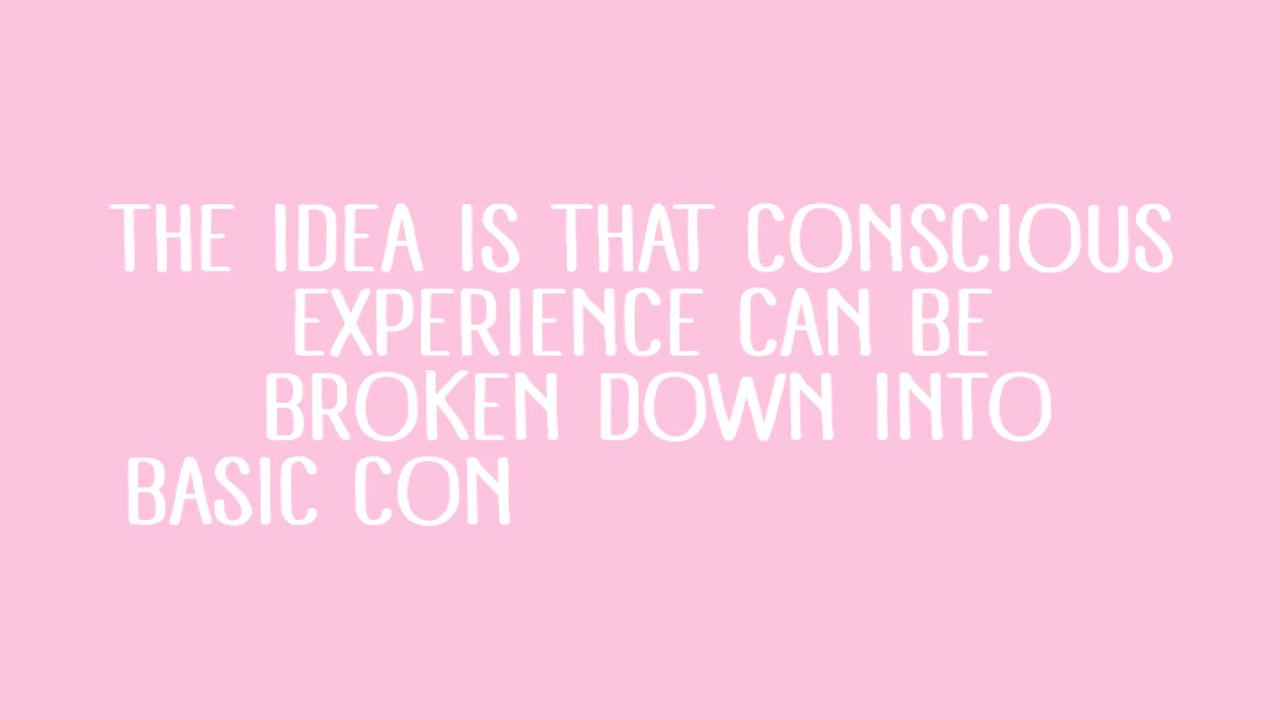 THE IDEA IS THAT CONSCIOUS
EXPERIENCE CAN BE
BROKEN DOWN INTO
BASIC CON